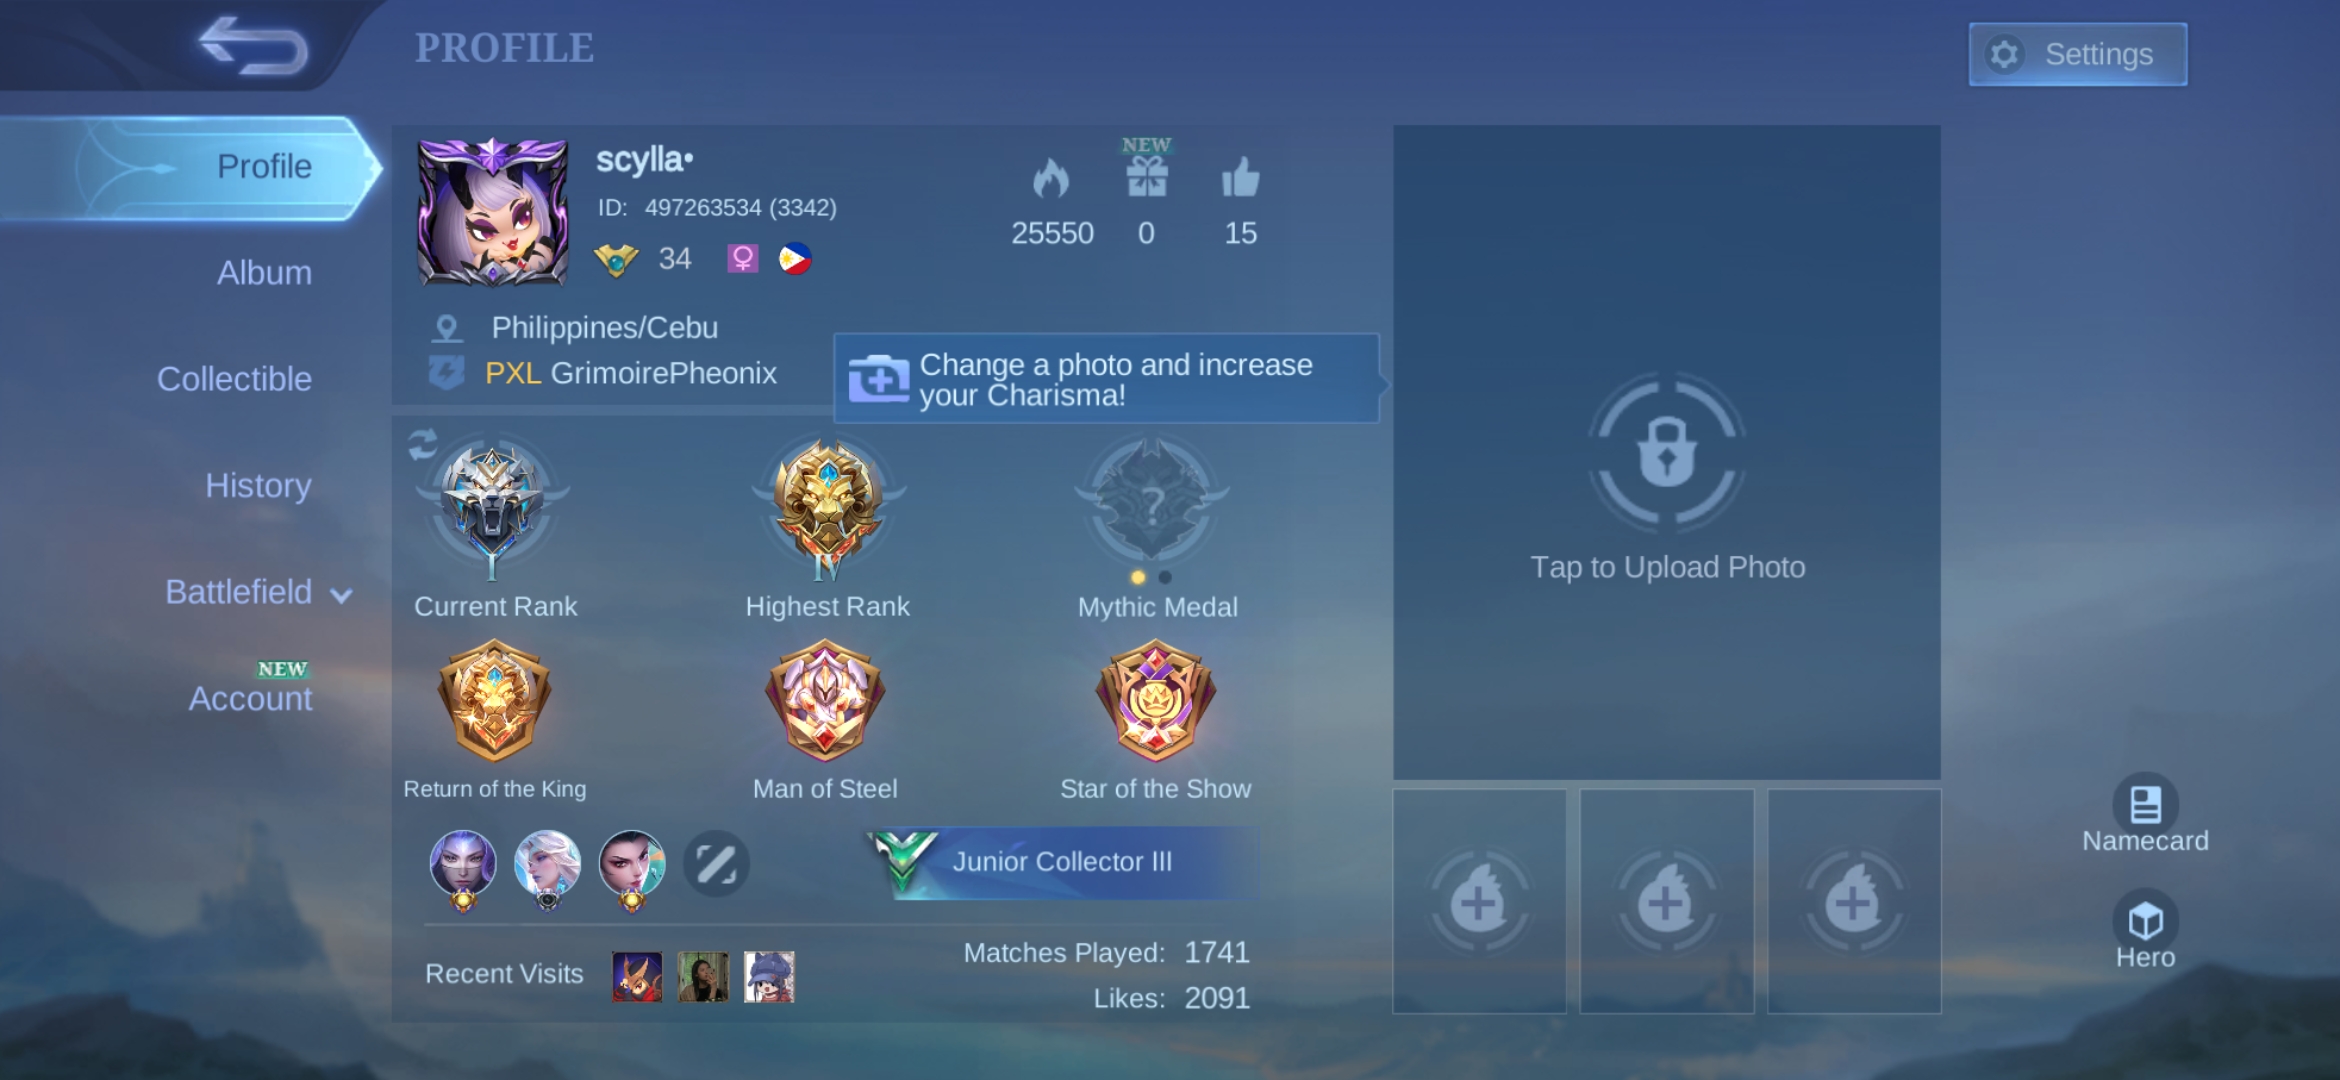 PROFILE
Settings
Profile
Album
Collectible
History
Battlefield
NEW
Account
scylla•
ID: 497263534 (3342)
34
NEW
25550
0
15
Philippines/Cebu
PXL GrimoirePheonix
Change a photo and increase
your Charisma!
I
IV
?
Current Rank
Highest Rank
Mythic Medal
Return of the King
Man of Steel
Star of the Show
Junior Collector III
Recent Visits
Matches Played: 1741
Likes: 2091
Tap to Upload Photo
Namecard
Hero